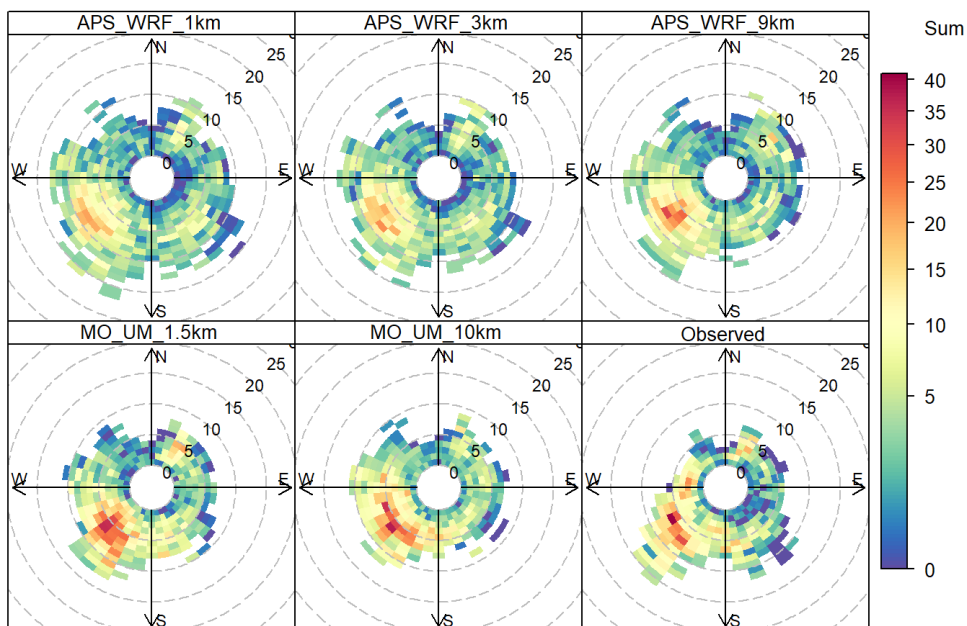 APS_WRF_1km
APS_WRF_3km
APS_WRF_9km
Sum
N
25
20
15
10
5
0
W
E
S
N
25
20
15
10
5
0
W
E
S
N
25
20
15
10
5
0
W
E
S
40
35
30
25
20
15
10
5
0
MO_UM_1.5km
MO_UM_10km
Observed
N
25
20
15
10
5
0
W
E
S
N
25
20
15
10
5
0
W
E
S
N
25
20
15
10
5
0
W
E
S